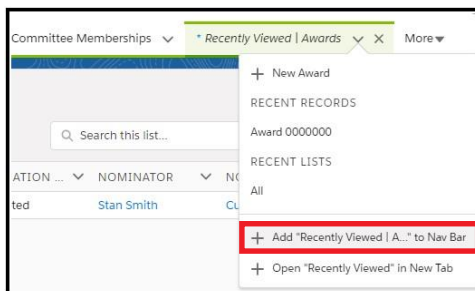 Committee Memberships * Recently Viewed | Awards More
+ New Award
RECENT RECORDS
Search this list...
Award 0000000
RECENT LISTS
ATION ... NOMINATOR NO
All
ted Stan Smith Cu
+ Add "Recently Viewed | A..." to Nav Bar
+ Open "Recently Viewed" in New Tab